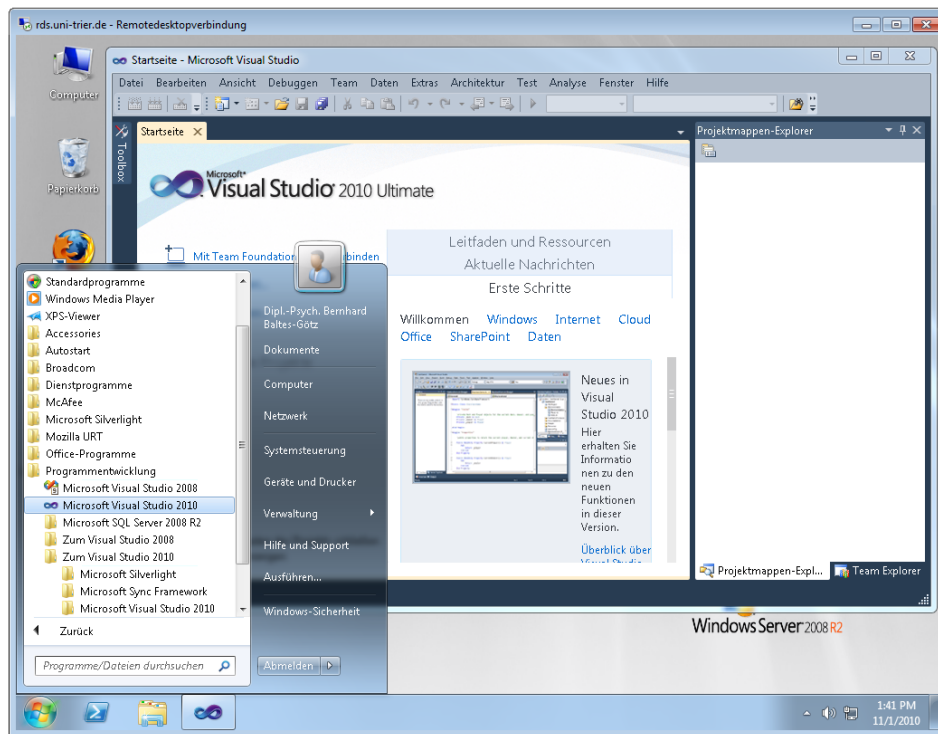 rds.uni-trier.de - Remotedesktopverbindung
Computer
Papierkorb
Startseite - Microsoft Visual Studio
Datei Bearbeiten Ansicht Debuggen Team Daten Extras Architektur Test Analyse Fenster Hilfe
Toolbox
Startseite
Microsoft®
Visual Studio® 2010 Ultimate
Mit Team Foundation
binden
Leitfaden und Ressourcen
Aktuelle Nachrichten
Erste Schritte
Willkommen Windows Internet Cloud
Office SharePoint Daten
Neues in
Visual
Studio 2010
Hier
erhalten Sie
Informatio
nen zu den
neuen
Funktionen
in dieser
Version.
Überblick über
Projektmappen-Explorer
Projektmappen-Expl...
Team Explorer
Standardprogramme
Windows Media Player
XPS-Viewer
Accessories
Autostart
Broadcom
Dienstprogramme
McAfee
Microsoft Silverlight
Mozilla URT
Office-Programme
Programmentwicklung
Microsoft Visual Studio 2008
Microsoft Visual Studio 2010
Microsoft SQL Server 2008 R2
Zum Visual Studio 2008
Zum Visual Studio 2010
Microsoft Silverlight
Microsoft Sync Framework
Microsoft Visual Studio 2010
Zurück
Programme/Dateien durchsuchen
Dipl.-Psych. Bernhard
Baltes-Götz
Dokumente
Computer
Netzwerk
Systemsteuerung
Geräte und Drucker
Verwaltung
Hilfe und Support
Ausführen...
Windows-Sicherheit
Abmelden
Windows Server 2008 R2
1:41 PM
11/1/2010